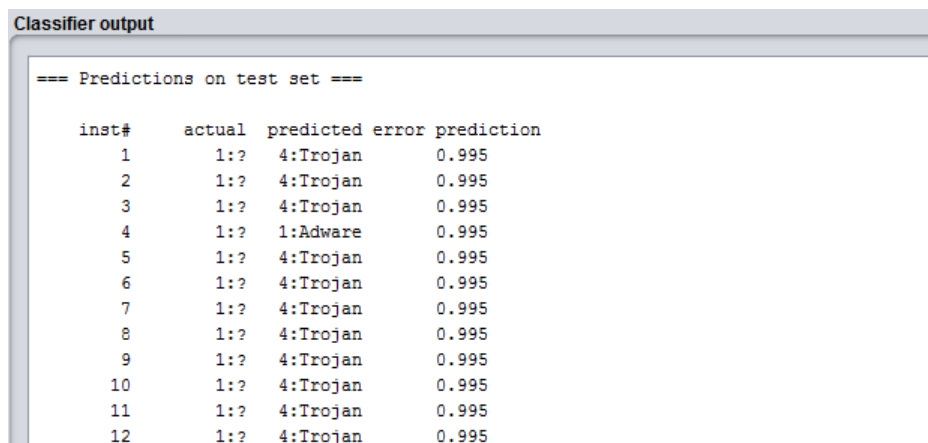 Classifier output
=== Predictions on test set ===
inst# actual predicted error prediction
1 1:? 4:Trojan 0.995
2 1:? 4:Trojan 0.995
3 1:? 4:Trojan 0.995
4 1:? 1:Adware 0.995
5 1:? 4:Trojan 0.995
6 1:? 4:Trojan 0.995
7 1:? 4:Trojan 0.995
8 1:? 4:Trojan 0.995
9 1:? 4:Trojan 0.995
10 1:? 4:Trojan 0.995
11 1:? 4:Trojan 0.995
12 1:? 4:Trojan 0.995